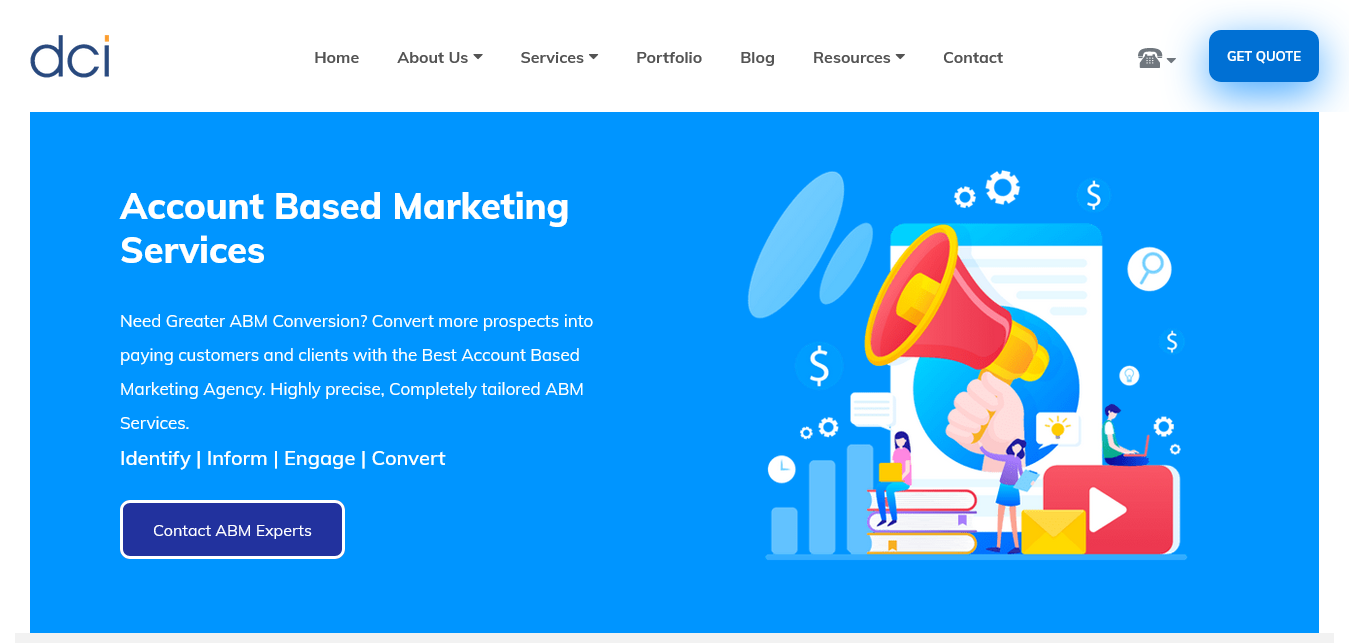 dci
Home
About Us
Services
Portfolio
Blog
Resources
Contact
GET QUOTE
Account Based Marketing
Services
Need Greater ABM Conversion? Convert more prospects into
paying customers and clients with the Best Account Based
Marketing Agency. Highly precise, Completely tailored ABM
Services.
Identify | Inform | Engage | Convert
Contact ABM Experts
$
$
$